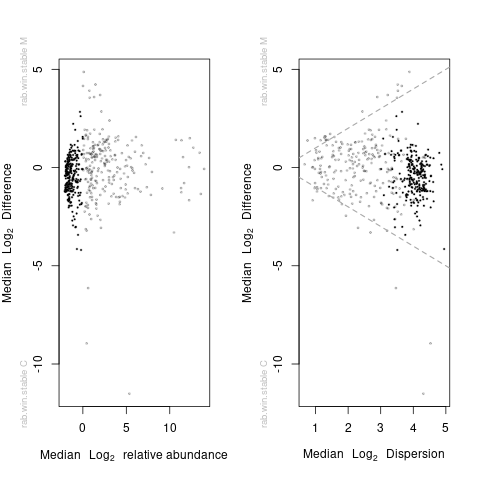 rab.win.stable M
rab.win.stable C
Median Log2 Difference
5
0
-5
-10
0 5 10
Median Log2 relative abundance
rab.win.stable M
rab.win.stable C
Median Log2 Difference
5
0
-5
-10
1 2 3 4 5
Median Log2 Dispersion